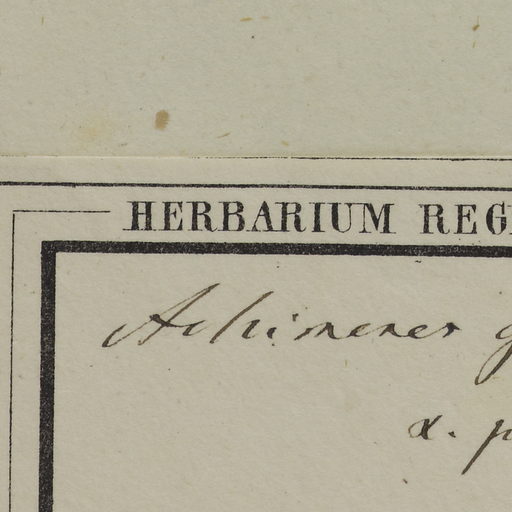 HERBARIUM REG
Achimenes g
α. p